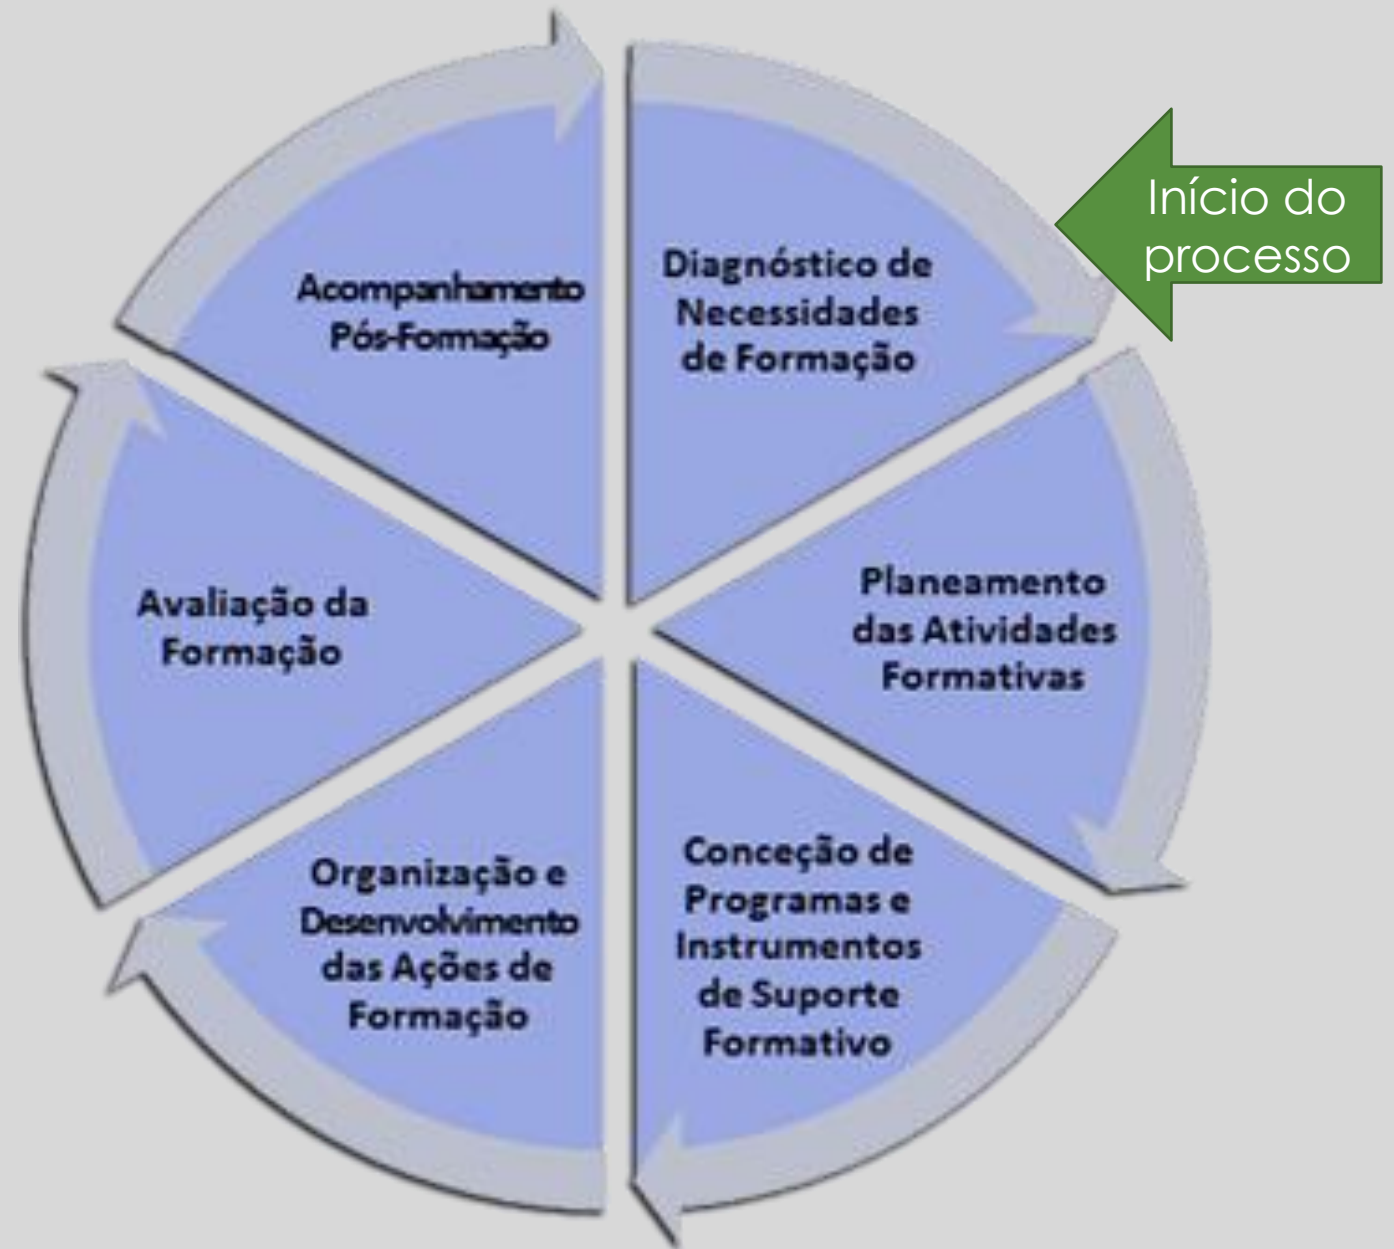 Início do
processo
Diagnóstico de
Necessidades
de Formação
Planeamento
das Atividades
Formativas
Conceção de
Programas e
Instrumentos
de Suporte
Formativo
Organização e
Desenvolvimento
das Ações de
Formação
Avaliação da
Formação
Acompanhamento
Pós-Formação